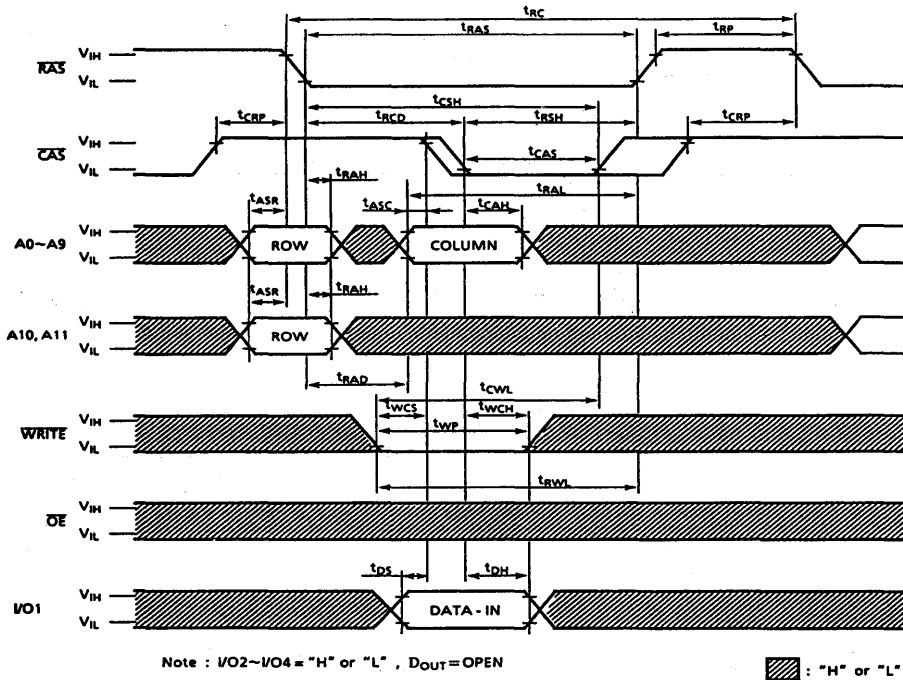 tRC
tRAS
tRP
RAS VIH
VIL
tCSH
tCRP tRCD tRSH tCRP
CAS VIH
VIL
tCAS
tRAH tRAL
tASR tASC tCAH
A0~A9 VIH
VIL
ROW COLUMN
tASR tRAH
A10, A11 VIH
VIL
ROW
tRAD
tCWL
tWCS tWCH
WRITE VIH
VIL
tWP
tRWL
OE VIH
VIL
tDS tDH
I/O1 VIH
VIL
DATA - IN
Note : I/O2~I/O4 = "H" or "L" , DOUT=OPEN
: "H" or "L"